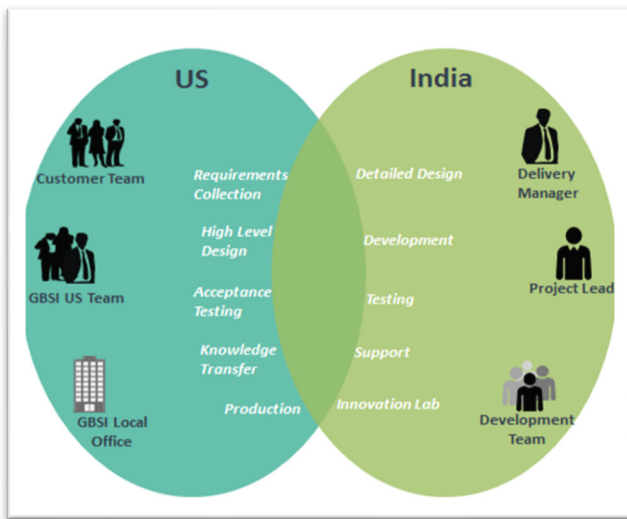 US
India
Customer Team
GBSI US Team
GBSI Local
Office
Requirements
Collection
High Level
Design
Acceptance
Testing
Knowledge
Transfer
Production
Detailed Design
Development
Testing
Support
Innovation Lab
Delivery
Manager
Project Lead
Development
Team